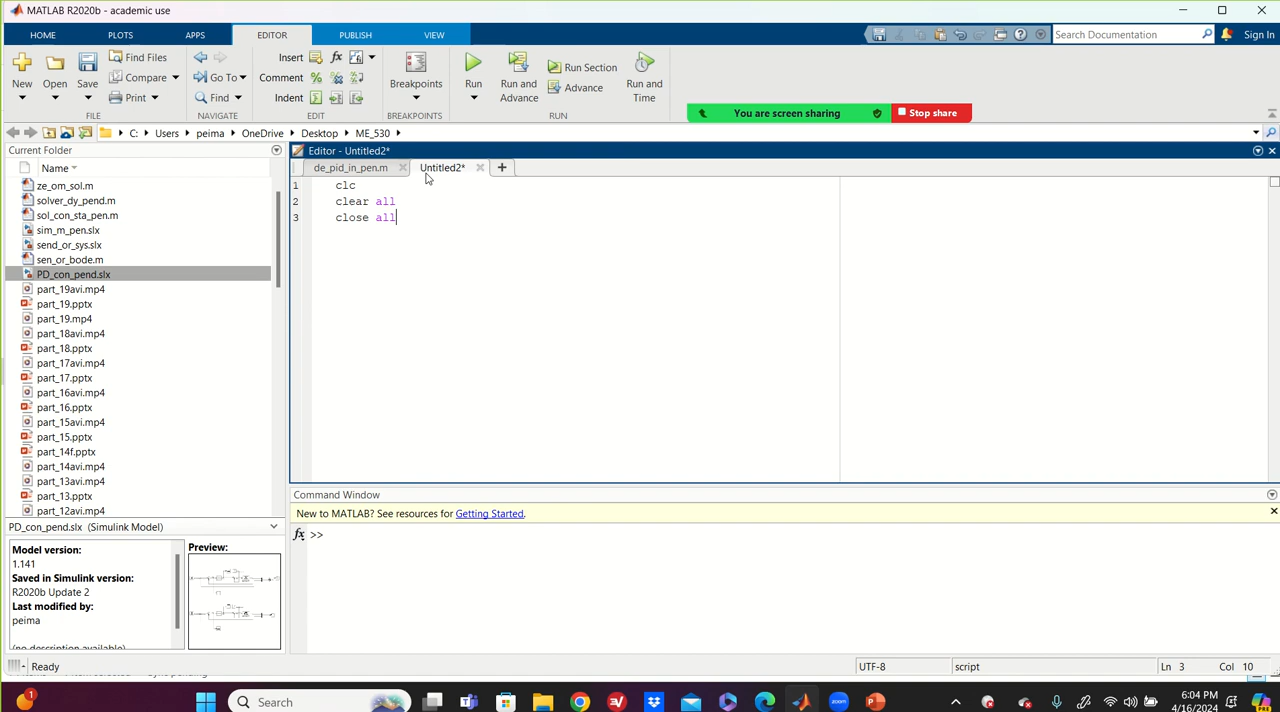 MATLAB R2020b - academic use
HOME PLOTS APPS EDITOR PUBLISH VIEW
Search Documentation Sign In
New Open Save Find Files Compare Print
Go To Find
Insert Comment Indent
Breakpoints Run Run and Advance Run Section Advance Run and Time
FILE NAVIGATE EDIT BREAKPOINTS RUN
You are screen sharing Stop share
C: Users peima OneDrive Desktop ME_530
Current Folder
Name
ze_om_sol.m
solver_dy_pend.m
sol_con_sta_pen.m
sim_m_pen.slx
send_or_sys.slx
sen_or_bode.m
PD_con_pend.slx
part_19avi.mp4
part_19.pptx
part_19.mp4
part_18avi.mp4
part_18.pptx
part_17avi.mp4
part_17.pptx
part_16avi.mp4
part_16.pptx
part_15avi.mp4
part_15.pptx
part_14f.pptx
part_14avi.mp4
part_13avi.mp4
part_13.pptx
part_12avi.mp4
PD_con_pend.slx (Simulink Model)
Model version:
1.141
Saved in Simulink version:
R2020b Update 2
Last modified by:
peima
(no description available)
Preview:
Editor - Untitled2*
de_pid_in_pen.m Untitled2*
1 clc
2 clear all
3 close all
Command Window
New to MATLAB? See resources for Getting Started.
fx >>
Ready UTF-8 script Ln 3 Col 10
Search
6:04 PM
4/16/2024
1
PRE
zoom